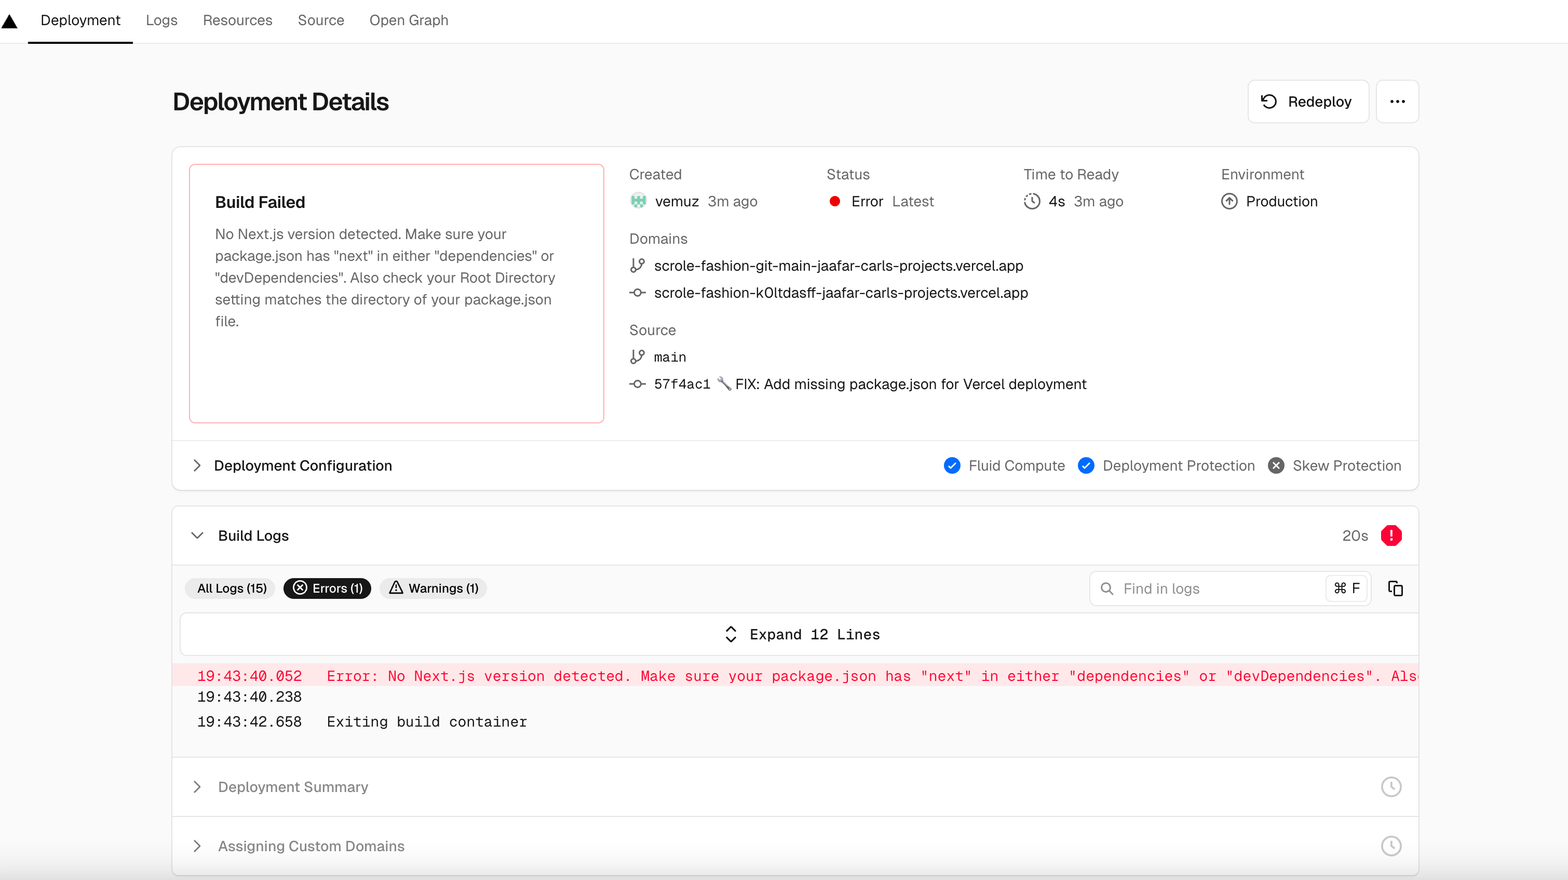 Deployment Logs Resources Source Open Graph
Deployment Details
Redeploy
Build Failed
No Next.js version detected. Make sure your
package.json has "next" in either "dependencies" or
"devDependencies". Also check your Root Directory
setting matches the directory of your package.json
file.
Created Status Time to Ready Environment
vemuz 3m ago Error Latest 4s 3m ago Production
Domains
scrole-fashion-git-main-jaafar-carls-projects.vercel.app
scrole-fashion-k0ltdasff-jaafar-carls-projects.vercel.app
Source
main
57f4ac1 🔧 FIX: Add missing package.json for Vercel deployment
Deployment Configuration Fluid Compute Deployment Protection Skew Protection
Build Logs 20s
All Logs (15) Errors (1) Warnings (1) Find in logs ⌘ F
Expand 12 Lines
19:43:40.052 Error: No Next.js version detected. Make sure your package.json has "next" in either "dependencies" or "devDependencies". Als
19:43:40.238
19:43:42.658 Exiting build container
Deployment Summary
Assigning Custom Domains